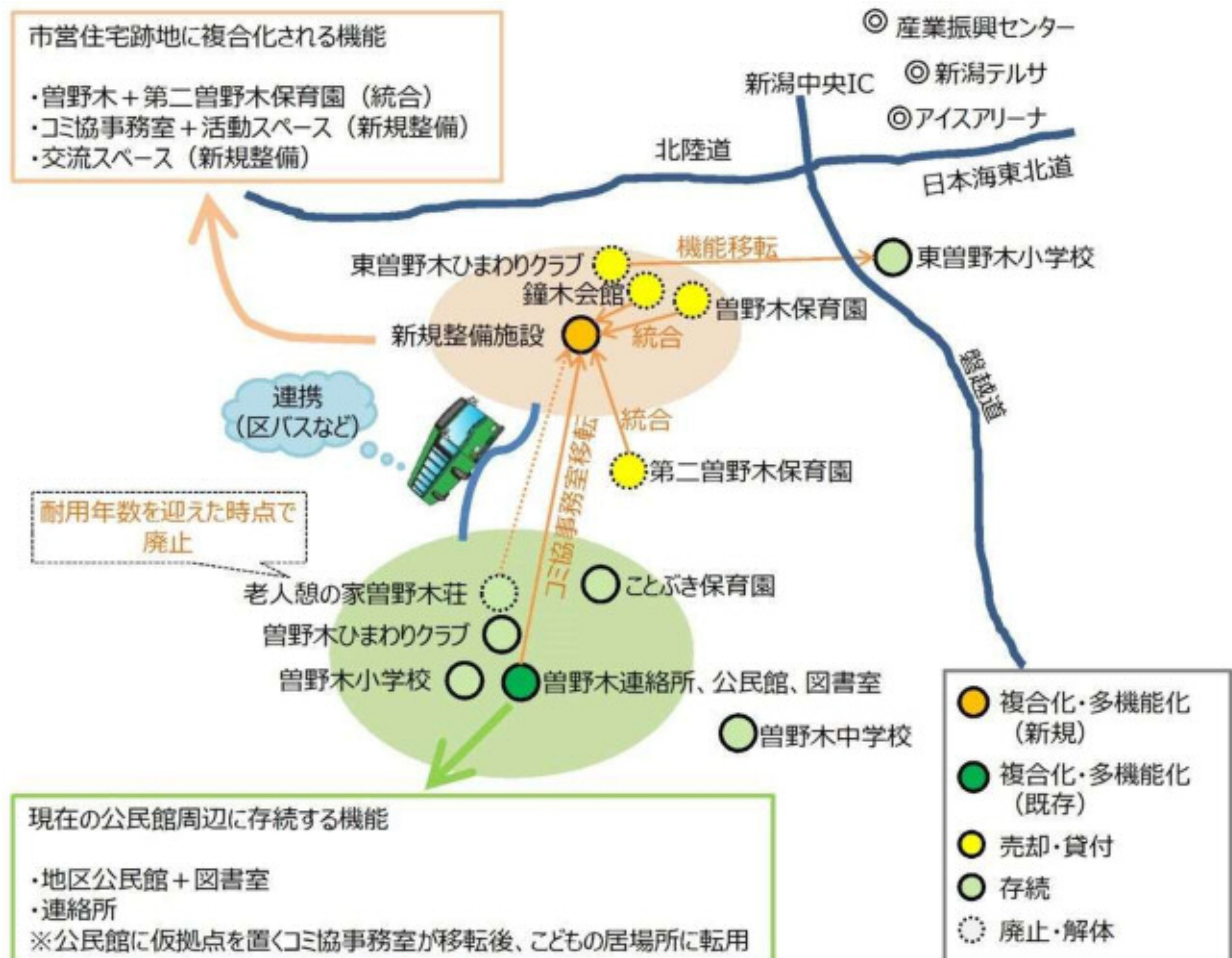 市営住宅跡地に複合化される機能
・曽野木+第二曽野木保育園（統合）
・コミ協事務室+活動スペース（新規整備）
・交流スペース（新規整備）
◎ 産業振興センター
新潟中央IC
◎ 新潟テルサ
◎ アイスアリーナ
北陸道
日本海東北道
東曽野木ひまわりクラブ
機能移転
東曽野木小学校
鐘木会館
曽野木保育園
新規整備施設
統合
磐越道
連携
（区バスなど）
統合
第二曽野木保育園
コミ協事務室移転
耐用年数を迎えた時点で
廃止
老人憩の家曽野木荘
ことぶき保育園
曽野木ひまわりクラブ
曽野木小学校
曽野木連絡所、公民館、図書室
曽野木中学校
現在の公民館周辺に存続する機能
・地区公民館+図書室
・連絡所
※公民館に仮拠点を置くコミ協事務室が移転後、こどもの居場所に転用
複合化・多機能化
（新規）
複合化・多機能化
（既存）
売却・貸付
存続
廃止・解体